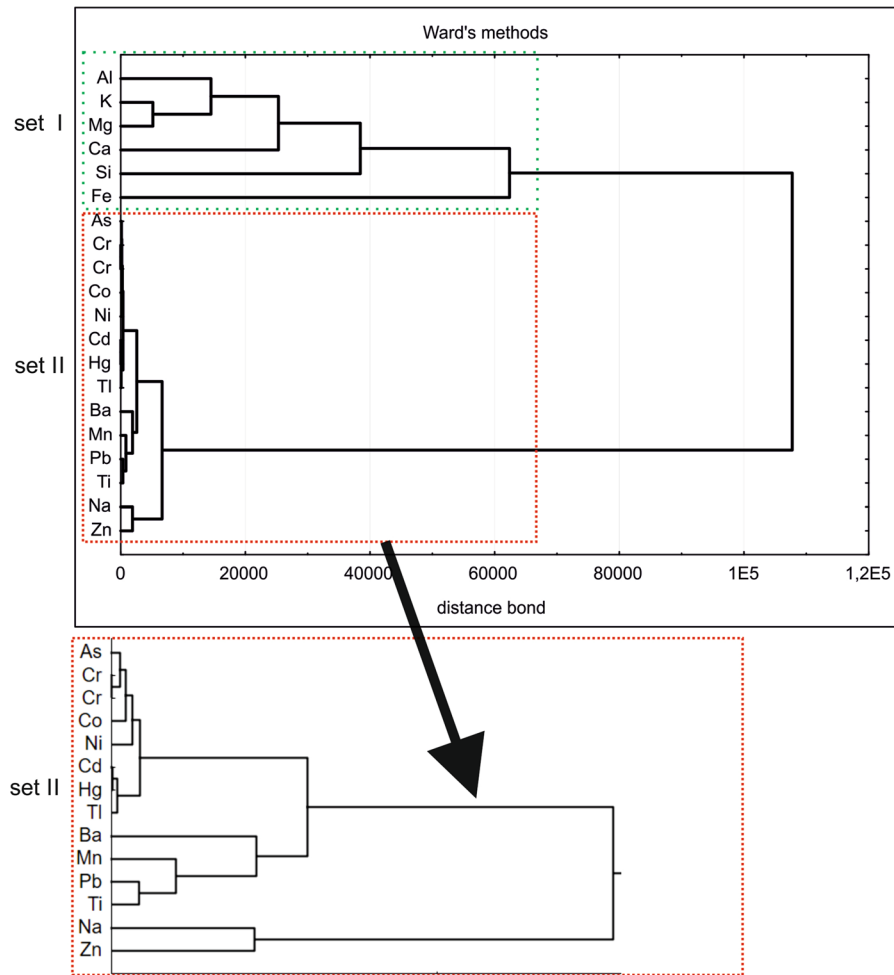 Ward's methods
set I
Al
K
Mg
Ca
Si
Fe
set II
As
Cr
Cr
Co
Ni
Cd
Hg
Tl
Ba
Mn
Pb
Ti
Na
Zn
0 20000 40000 60000 80000 1E5 1,2E5
distance bond
set II
As
Cr
Cr
Co
Ni
Cd
Hg
Tl
Ba
Mn
Pb
Ti
Na
Zn